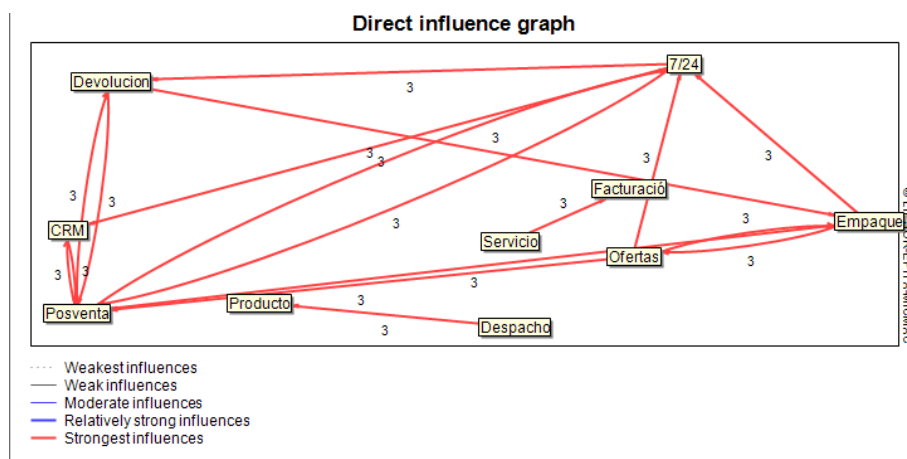 Direct influence graph
7/24
Devolucion
3
3
3
3
3
3
Facturació
3
3
3
3
CRM
Servicio
Empaque
3
Ofertas
3
3
3
3
Producto
3
Posventa
Despacho
3
Weakest influences
Weak influences
Moderate influences
Relatively strong influences
Strongest influences